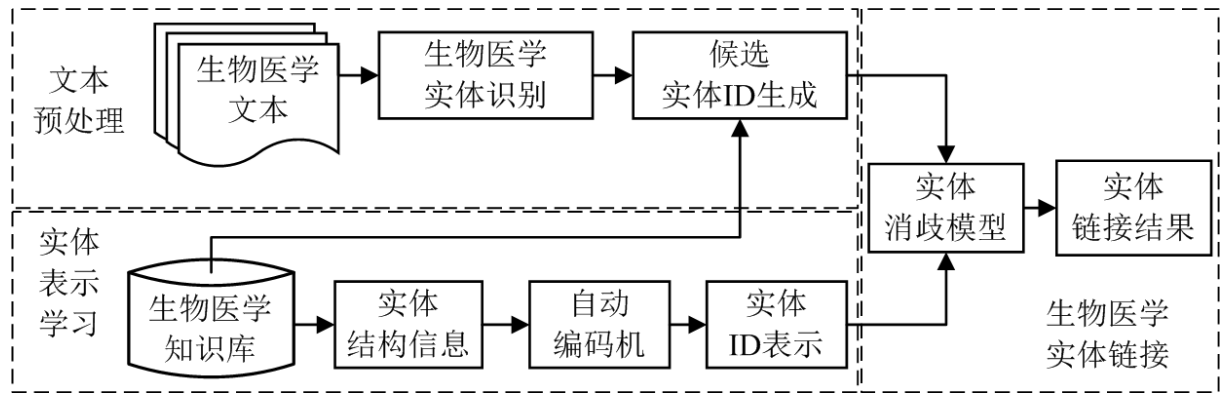 文本
预处理
生物医学
文本
生物医学
实体识别
候选
实体ID生成
实体
表示
学习
生物医学
知识库
实体
结构信息
自动
编码机
实体
ID表示
实体
消歧模型
实体
链接结果
生物医学
实体链接